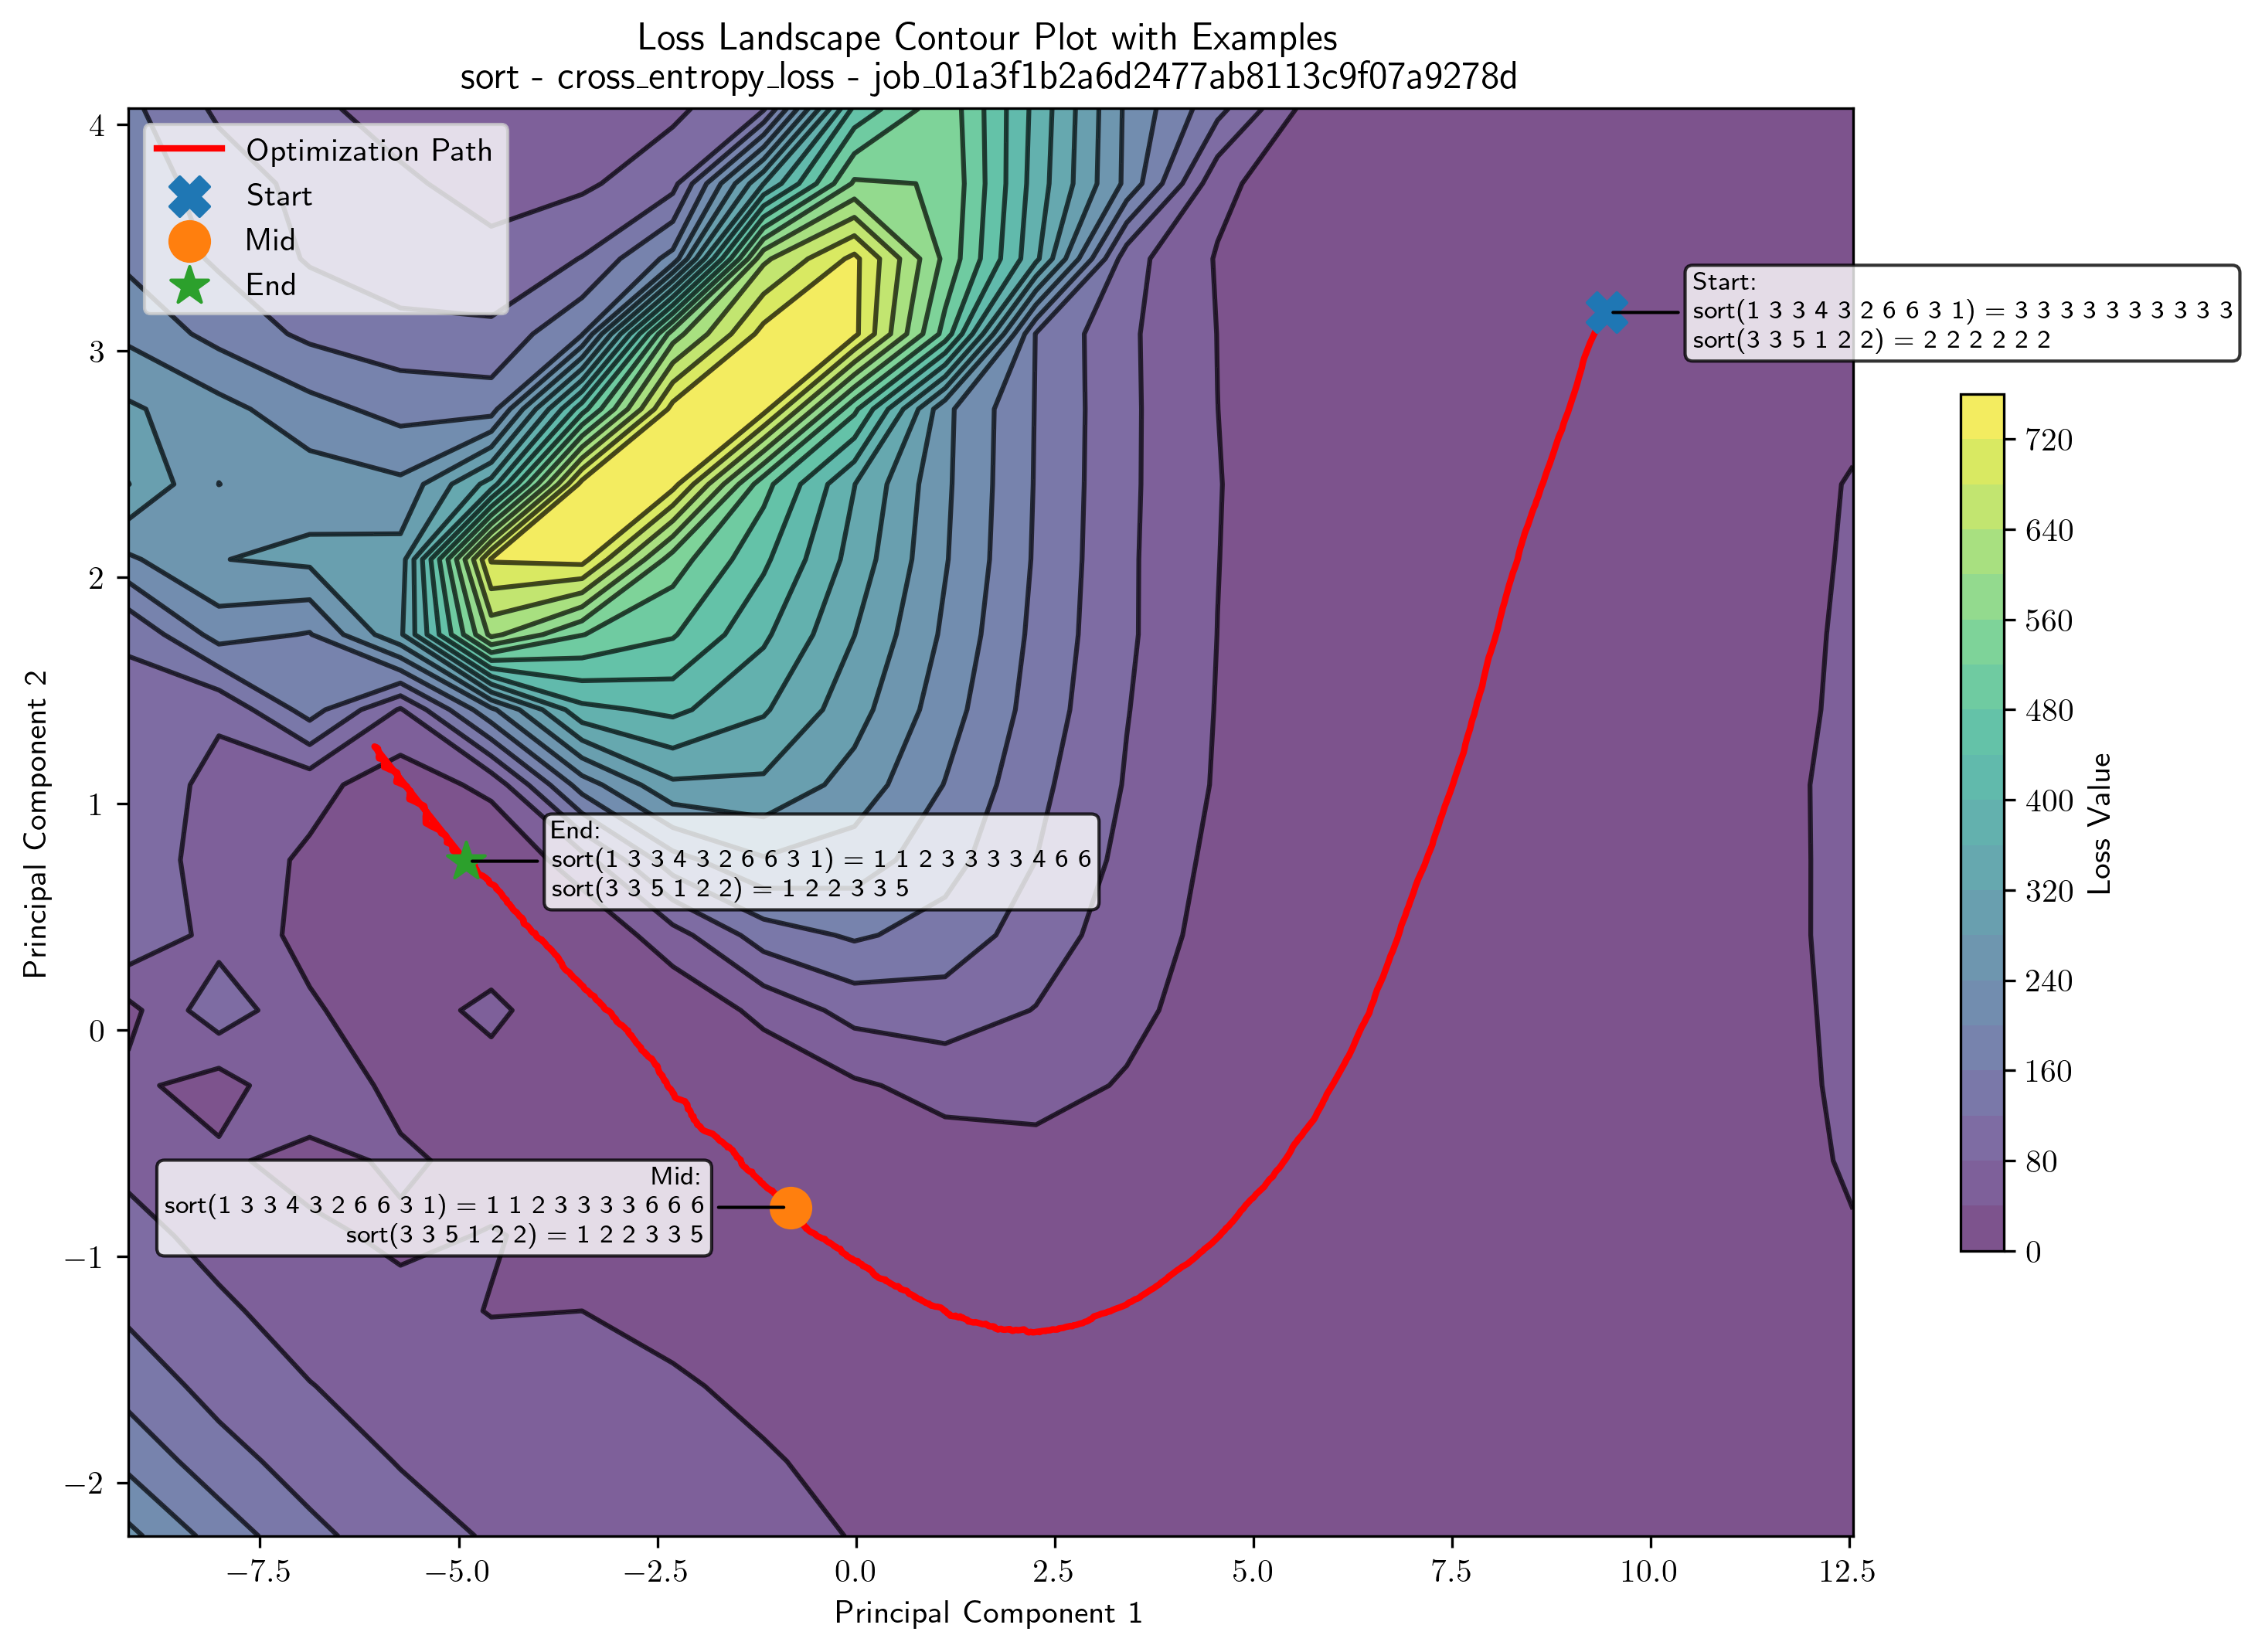 Loss Landscape Contour Plot with Examples
sort - cross_entropy_loss - job_01a3f1b2a6d2477ab8113c9f07a9278d
Optimization Path
Start
Mid
End
Start:
sort(1 3 3 4 3 2 6 6 3 1) = 3 3 3 3 3 3 3 3 3 3
sort(3 3 5 1 2 2) = 2 2 2 2 2 2
End:
sort(1 3 3 4 3 2 6 6 3 1) = 1 1 2 3 3 3 3 4 6 6
sort(3 3 5 1 2 2) = 1 2 2 3 3 5
Mid:
sort(1 3 3 4 3 2 6 6 3 1) = 1 1 2 3 3 3 3 6 6 6
sort(3 3 5 1 2 2) = 1 2 2 3 3 5
4
3
2
1
0
−1
−2
Principal Component 2
−7.5
−5.0
−2.5
0.0
2.5
5.0
7.5
10.0
12.5
Principal Component 1
720
640
560
480
400
320
240
160
80
0
Loss Value